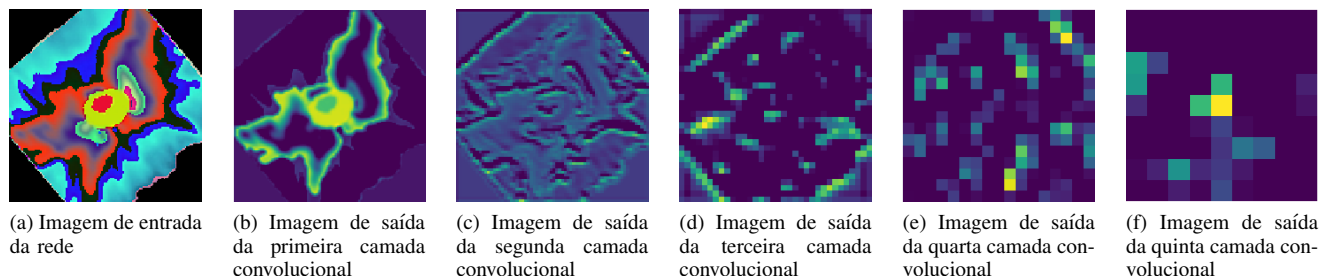 (a) Imagem de entrada
da rede
(b) Imagem de saída
da primeira camada
convolucional
(c) Imagem de saída
da segunda camada
convolucional
(d) Imagem de saída
da terceira camada
convolucional
(e) Imagem de saída
da quarta camada con-
volucional
(f) Imagem de saída
da quinta camada con-
volucional